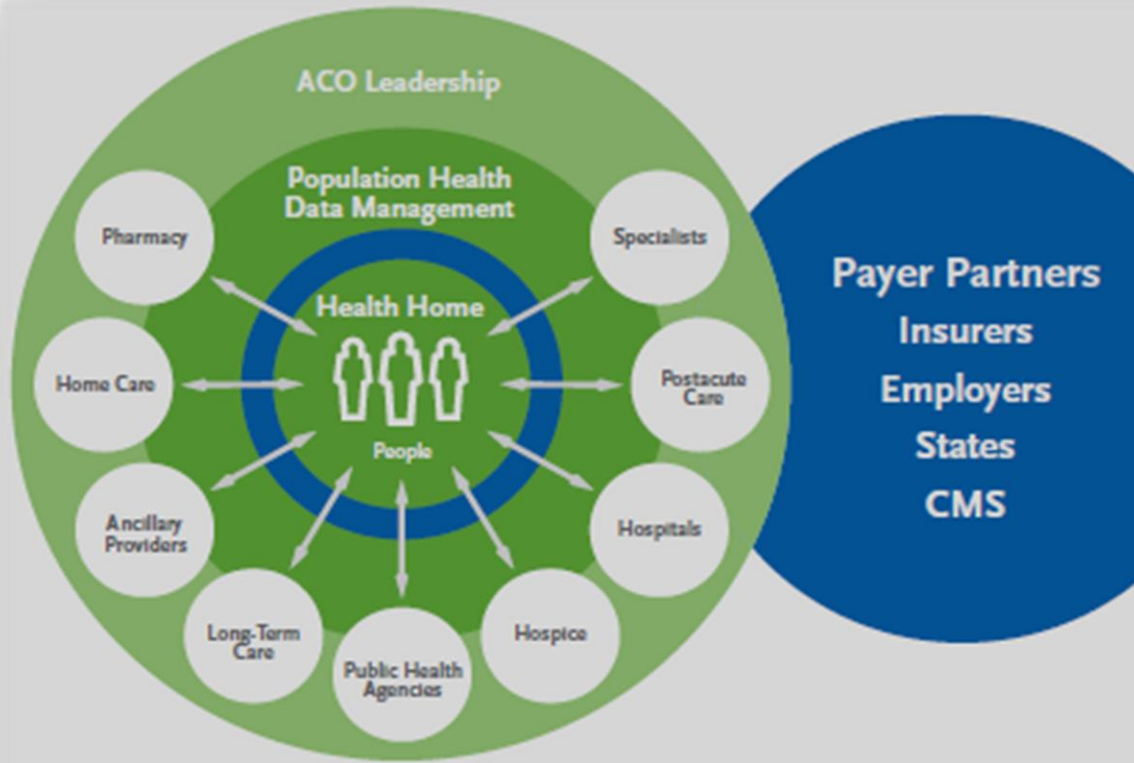 ACO Leadership
Population Health
Data Management
Pharmacy
Specialists
Health Home
Home Care
Postacute
Care
People
Ancillary
Providers
Hospitals
Long-Term
Care
Public Health
Agencies
Hospice
Payer Partners
Insurers
Employers
States
CMS